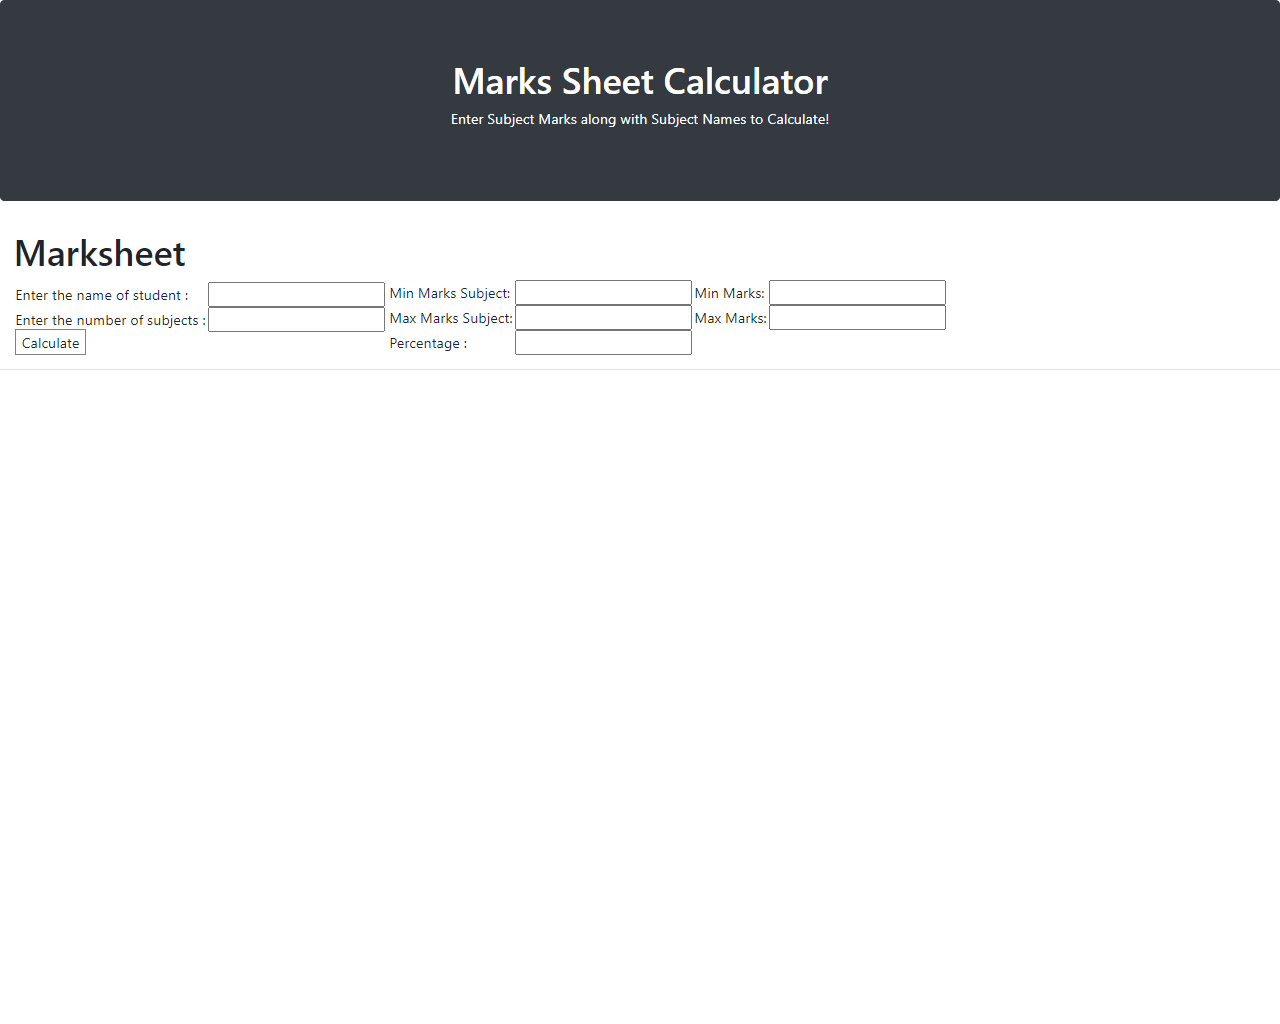 Marks Sheet Calculator
Enter Subject Marks along with Subject Names to Calculate!
Marksheet
Enter the name of student : Min Marks Subject: Min Marks:
Enter the number of subjects : Max Marks Subject: Max Marks:
Calculate Percentage :